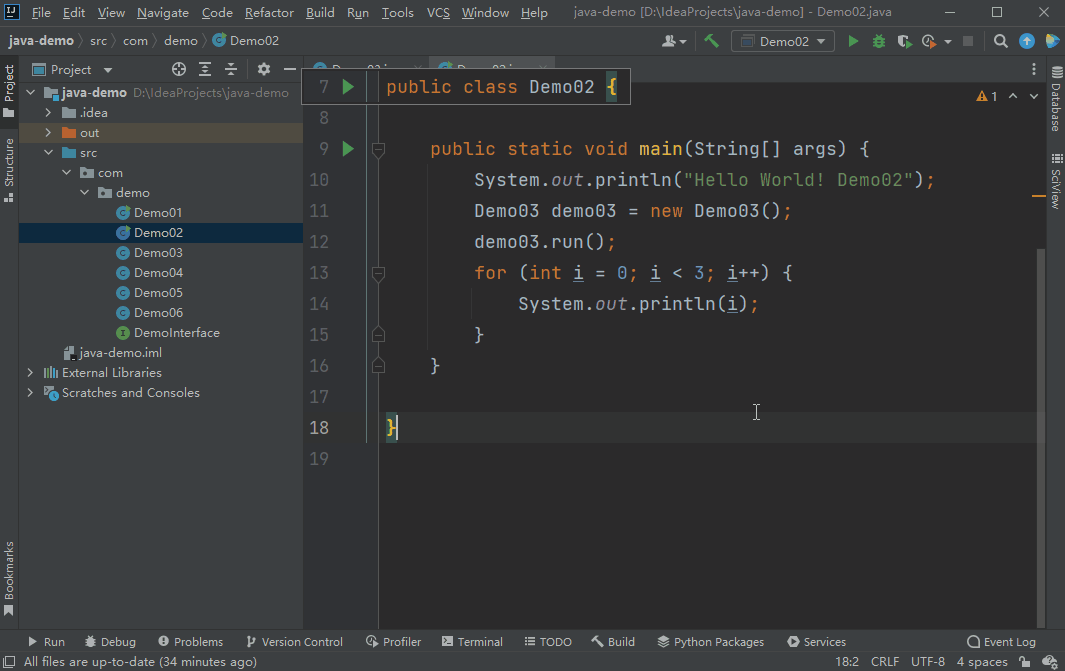 File Edit View Navigate Code Refactor Build Run Tools VCS Window Help java-demo [D:\IdeaProjects\java-demo] - Demo02.java
java-demo src com demo Demo02 Demo02
Project
Project
java-demo D:\IdeaProjects\java-demo
.idea
out
src
com
demo
Demo01
Demo02
Demo03
Demo04
Demo05
Demo06
DemoInterface
java-demo.iml
External Libraries
Scratches and Consoles
Structure
Bookmarks
7 public class Demo02 {
1
8
9 public static void main(String[] args) {
10 System.out.println("Hello World! Demo02");
11 Demo03 demo03 = new Demo03();
12 demo03.run();
13 for (int i = 0; i < 3; i++) {
14 System.out.println(i);
15 }
16 }
17
18 }
19
Database
SciView
Run Debug Problems Version Control Profiler Terminal TODO Build Python Packages Services Event Log
All files are up-to-date (34 minutes ago) 18:2 CRLF UTF-8 4 spaces